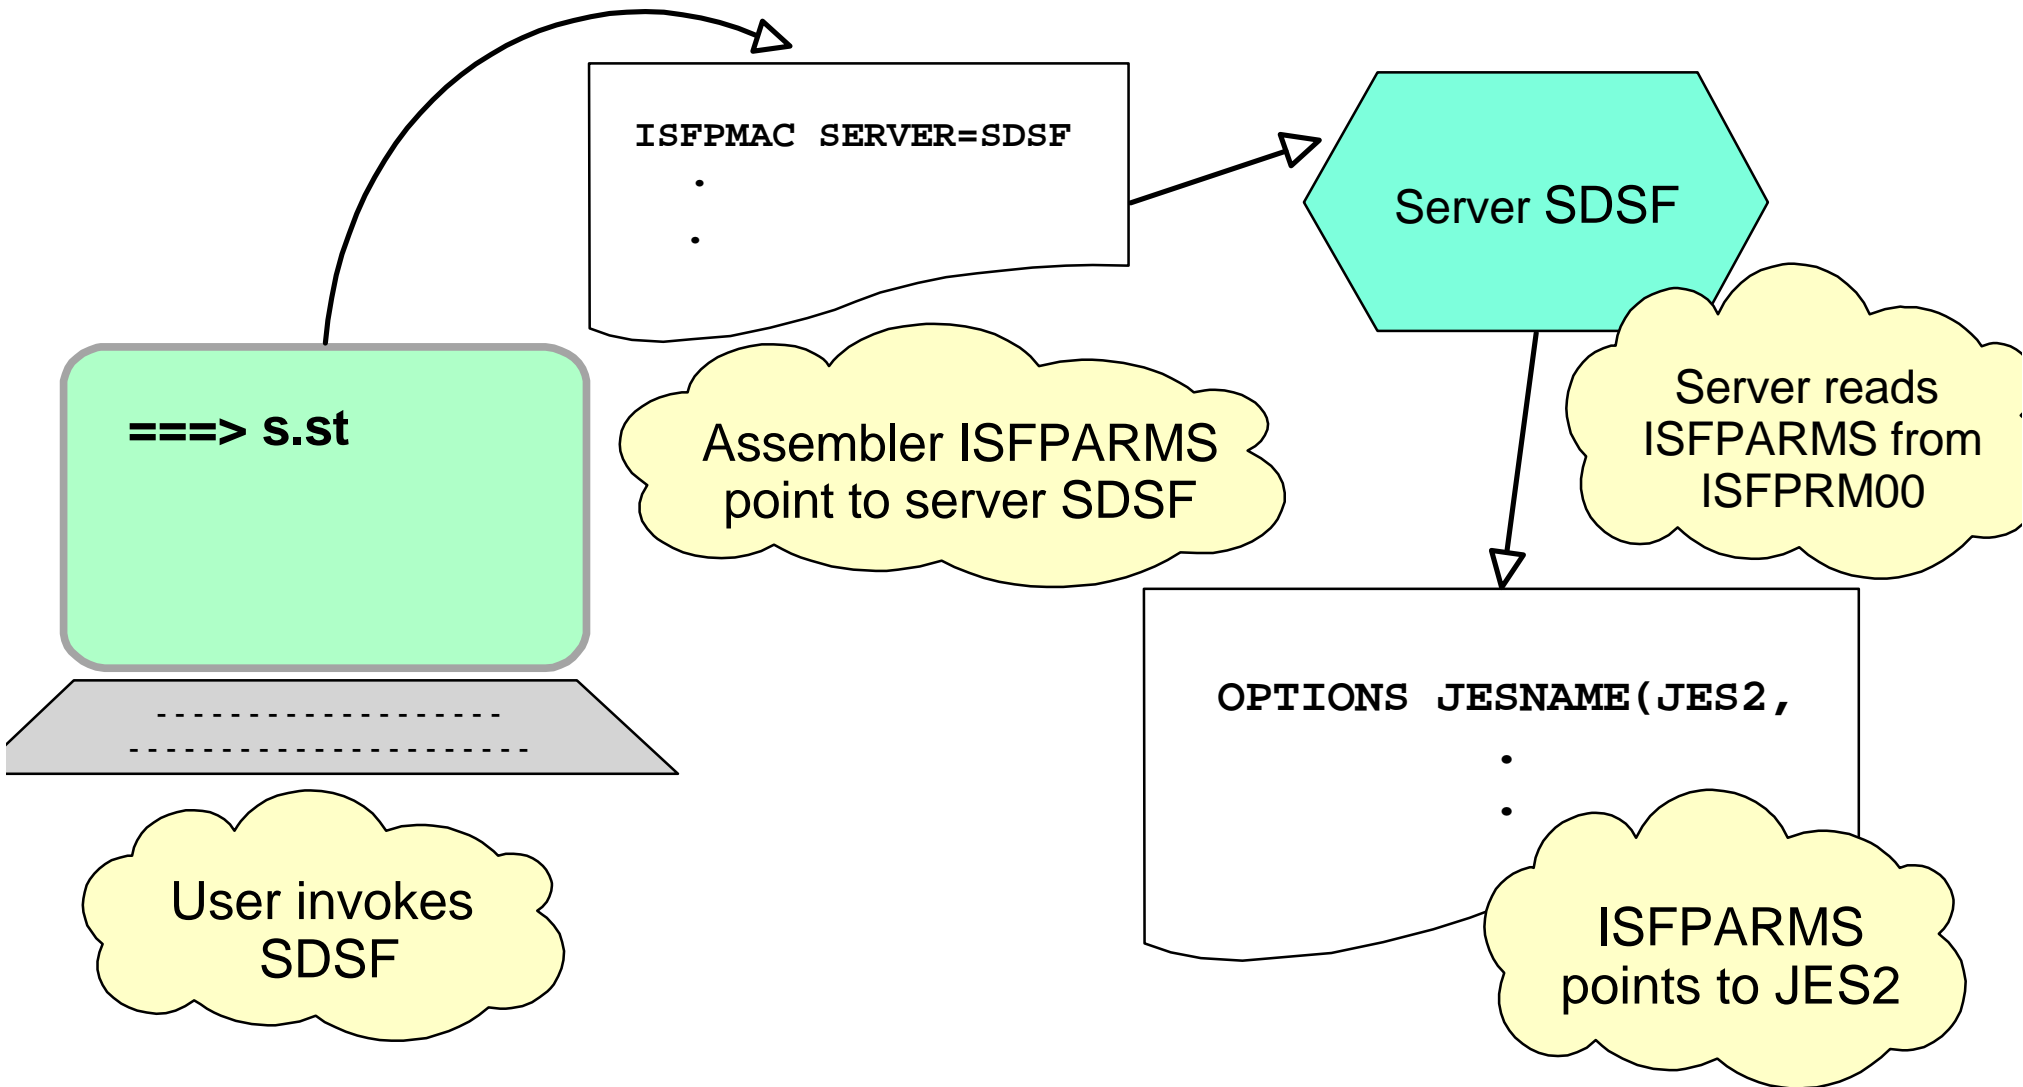 ISFPMAC SERVER=SDSF
.
.
Server SDSF
===> s.st
Assembler ISFPARMS
point to server SDSF
Server reads
ISFPARMS from
ISFPRM00
OPTIONS JESNAME(JES2,
.
.
User invokes
SDSF
ISFPARMS
points to JES2